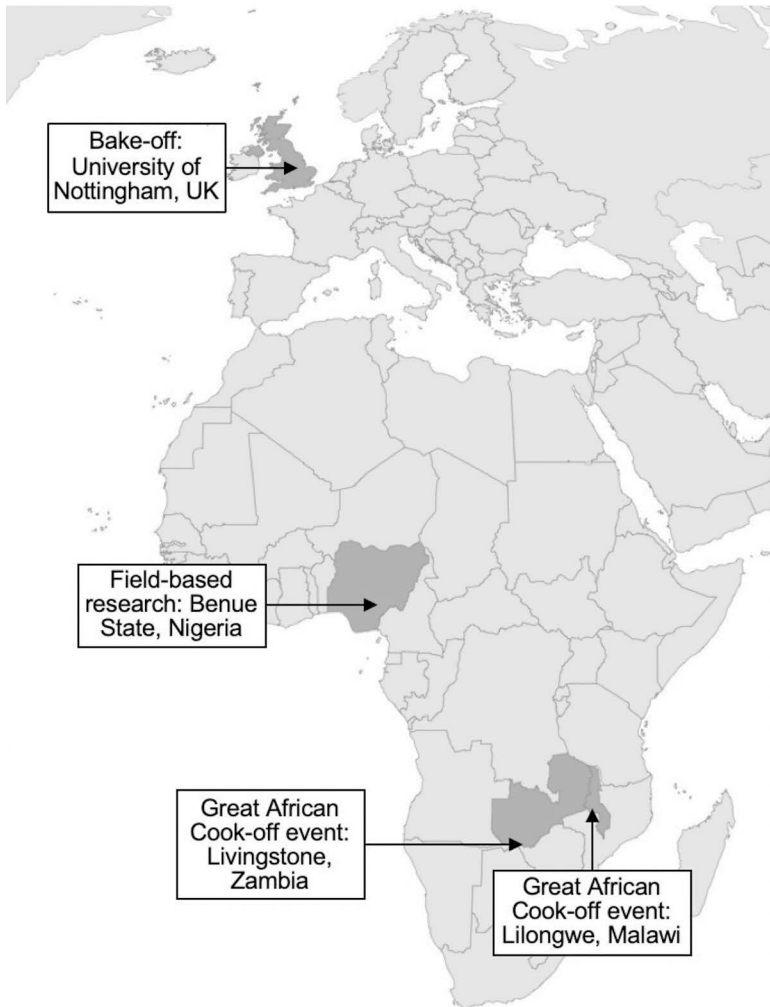 Bake-off:
University of
Nottingham, UK
Field-based
research: Benue
State, Nigeria
Great African
Cook-off event:
Livingstone,
Zambia
Great African
Cook-off event:
Lilongwe, Malawi